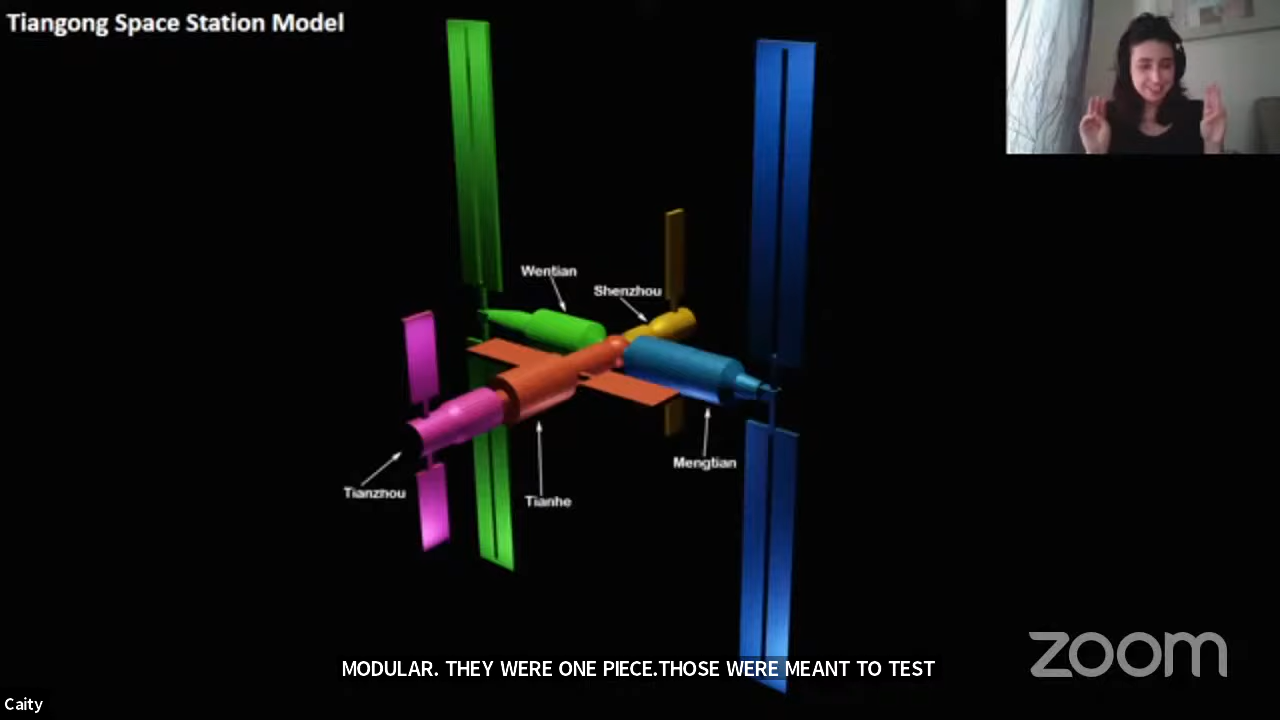 Tiangong Space Station Model
Wentian
Shenzhou
Mengtian
Tianzhou
Tianhe
zoom
MODULAR. THEY WERE ONE PIECE.THOSE WERE MEANT TO TEST
Caity